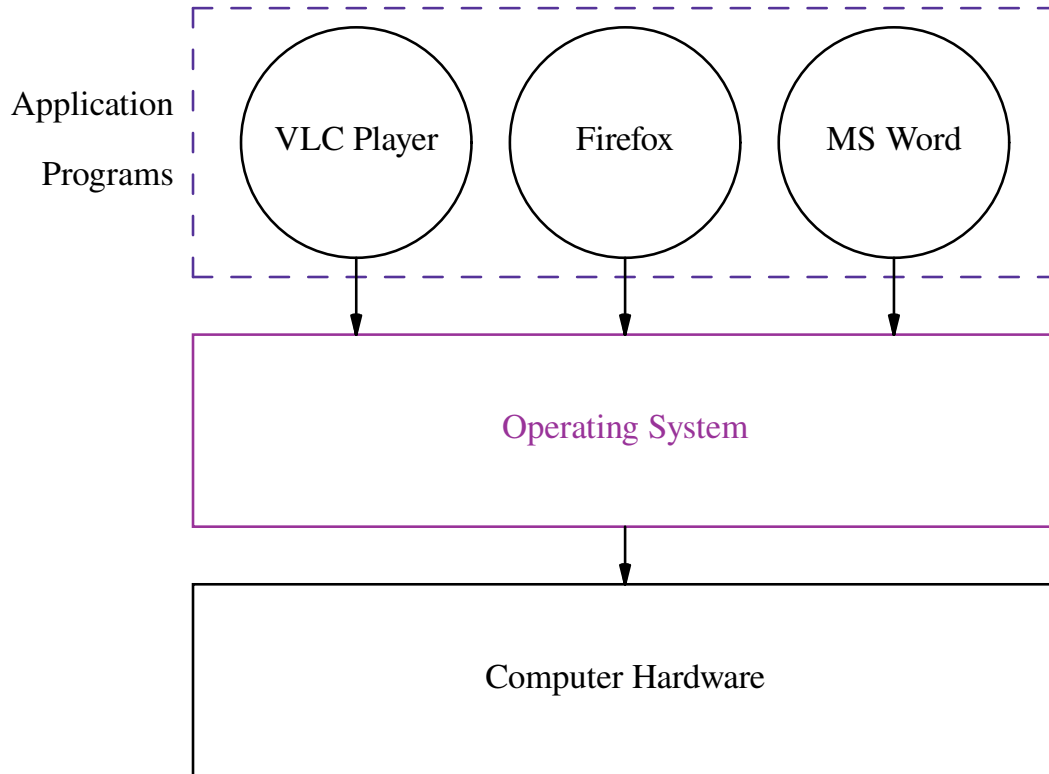 Application
Programs
VLC Player
Firefox
MS Word
Operating System
Computer Hardware